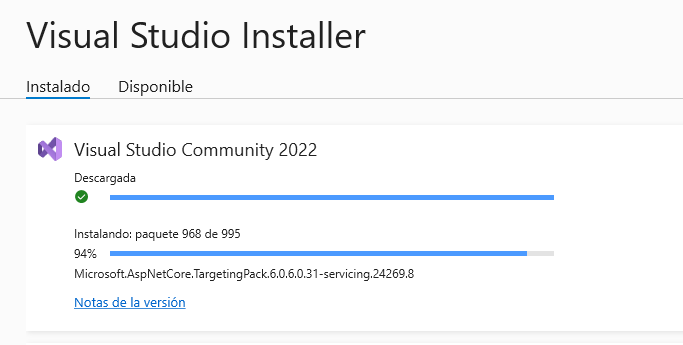 Visual Studio Installer
Instalado Disponible
Visual Studio Community 2022
Descargada
Instalando: paquete 968 de 995
94%
Microsoft.AspNetCore.TargetingPack.6.0.6.0.31-servicing.24269.8
Notas de la versión